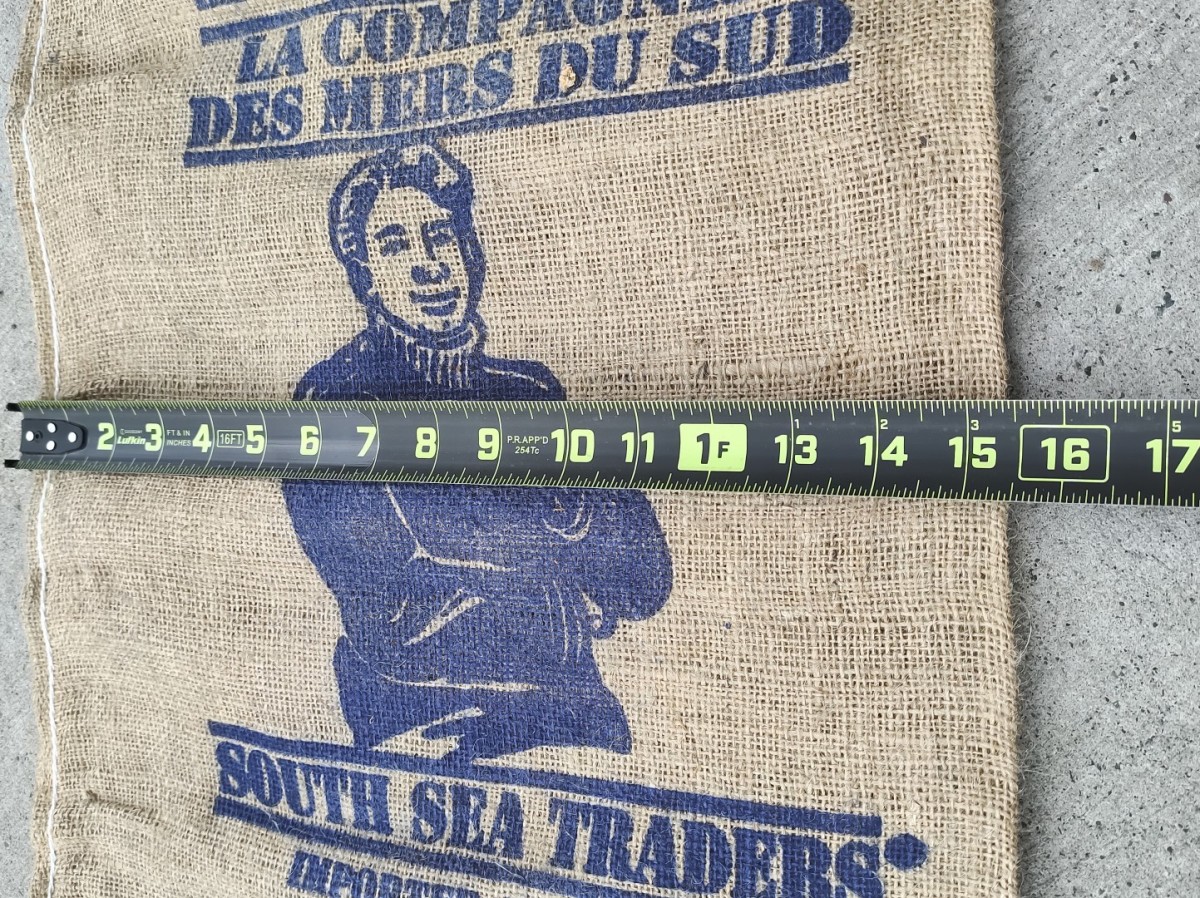 LA COMPAGNIE
DES MERS DU SUD
2 Lufkin 3 FT & IN INCHES 4 16FT 5 6 7 8 9 P.R.APP'D 254Tc 10 11 1F 1 13 2 14 3 15 16 5 17
SOUTH SEA TRADERS